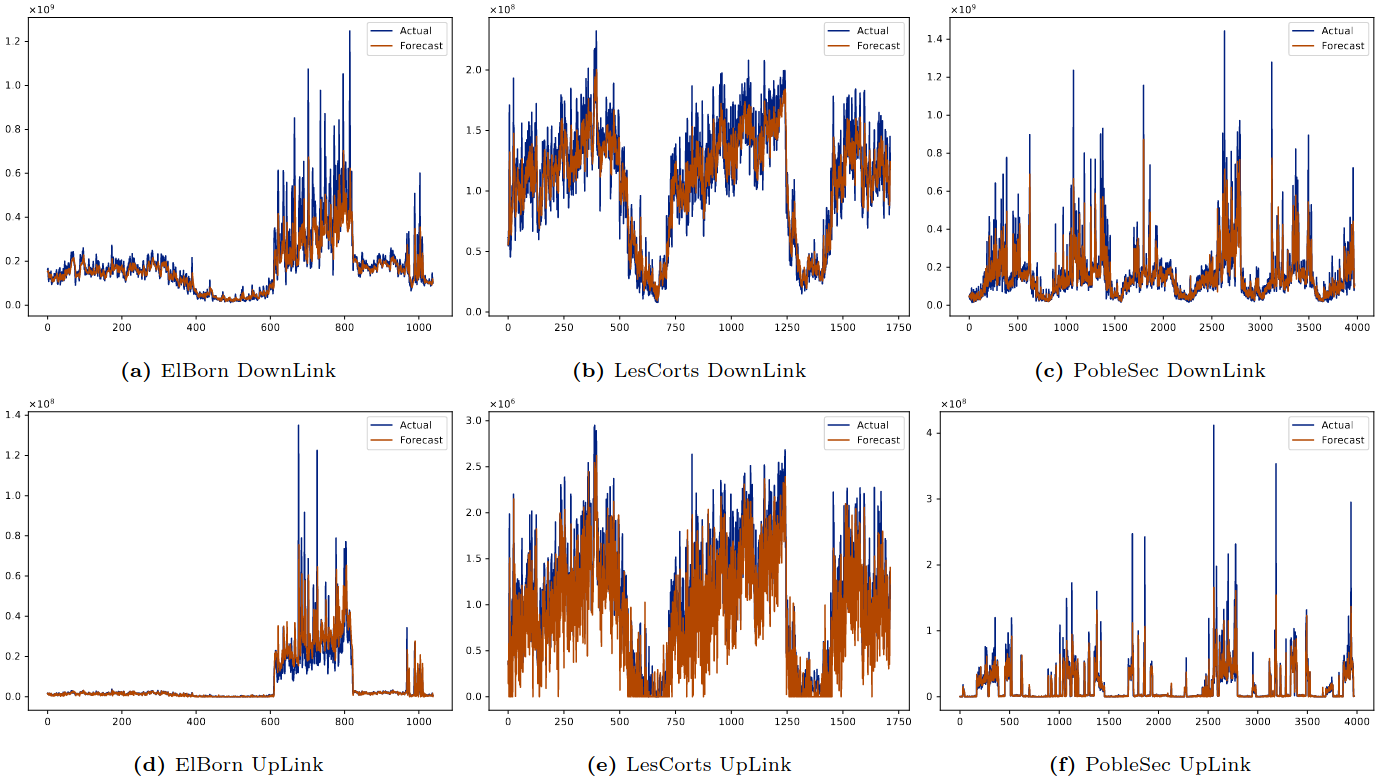 ×10⁹
1.2
1.0
0.8
0.6
0.4
0.2
0.0
0 200 400 600 800 1000
Actual
Forecast
(a) ElBorn DownLink
×10⁸
2.0
1.5
1.0
0.5
0.0
0 250 500 750 1000 1250 1500 1750
Actual
Forecast
(b) LesCorts DownLink
×10⁹
1.4
1.2
1.0
0.8
0.6
0.4
0.2
0.0
0 500 1000 1500 2000 2500 3000 3500 4000
Actual
Forecast
(c) PobleSec DownLink
×10⁸
1.4
1.2
1.0
0.8
0.6
0.4
0.2
0.0
0 200 400 600 800 1000
Actual
Forecast
(d) ElBorn UpLink
×10⁶
3.0
2.5
2.0
1.5
1.0
0.5
0.0
0 250 500 750 1000 1250 1500 1750
Actual
Forecast
(e) LesCorts UpLink
×10⁸
4
3
2
1
0
0 500 1000 1500 2000 2500 3000 3500 4000
Actual
Forecast
(f) PobleSec UpLink